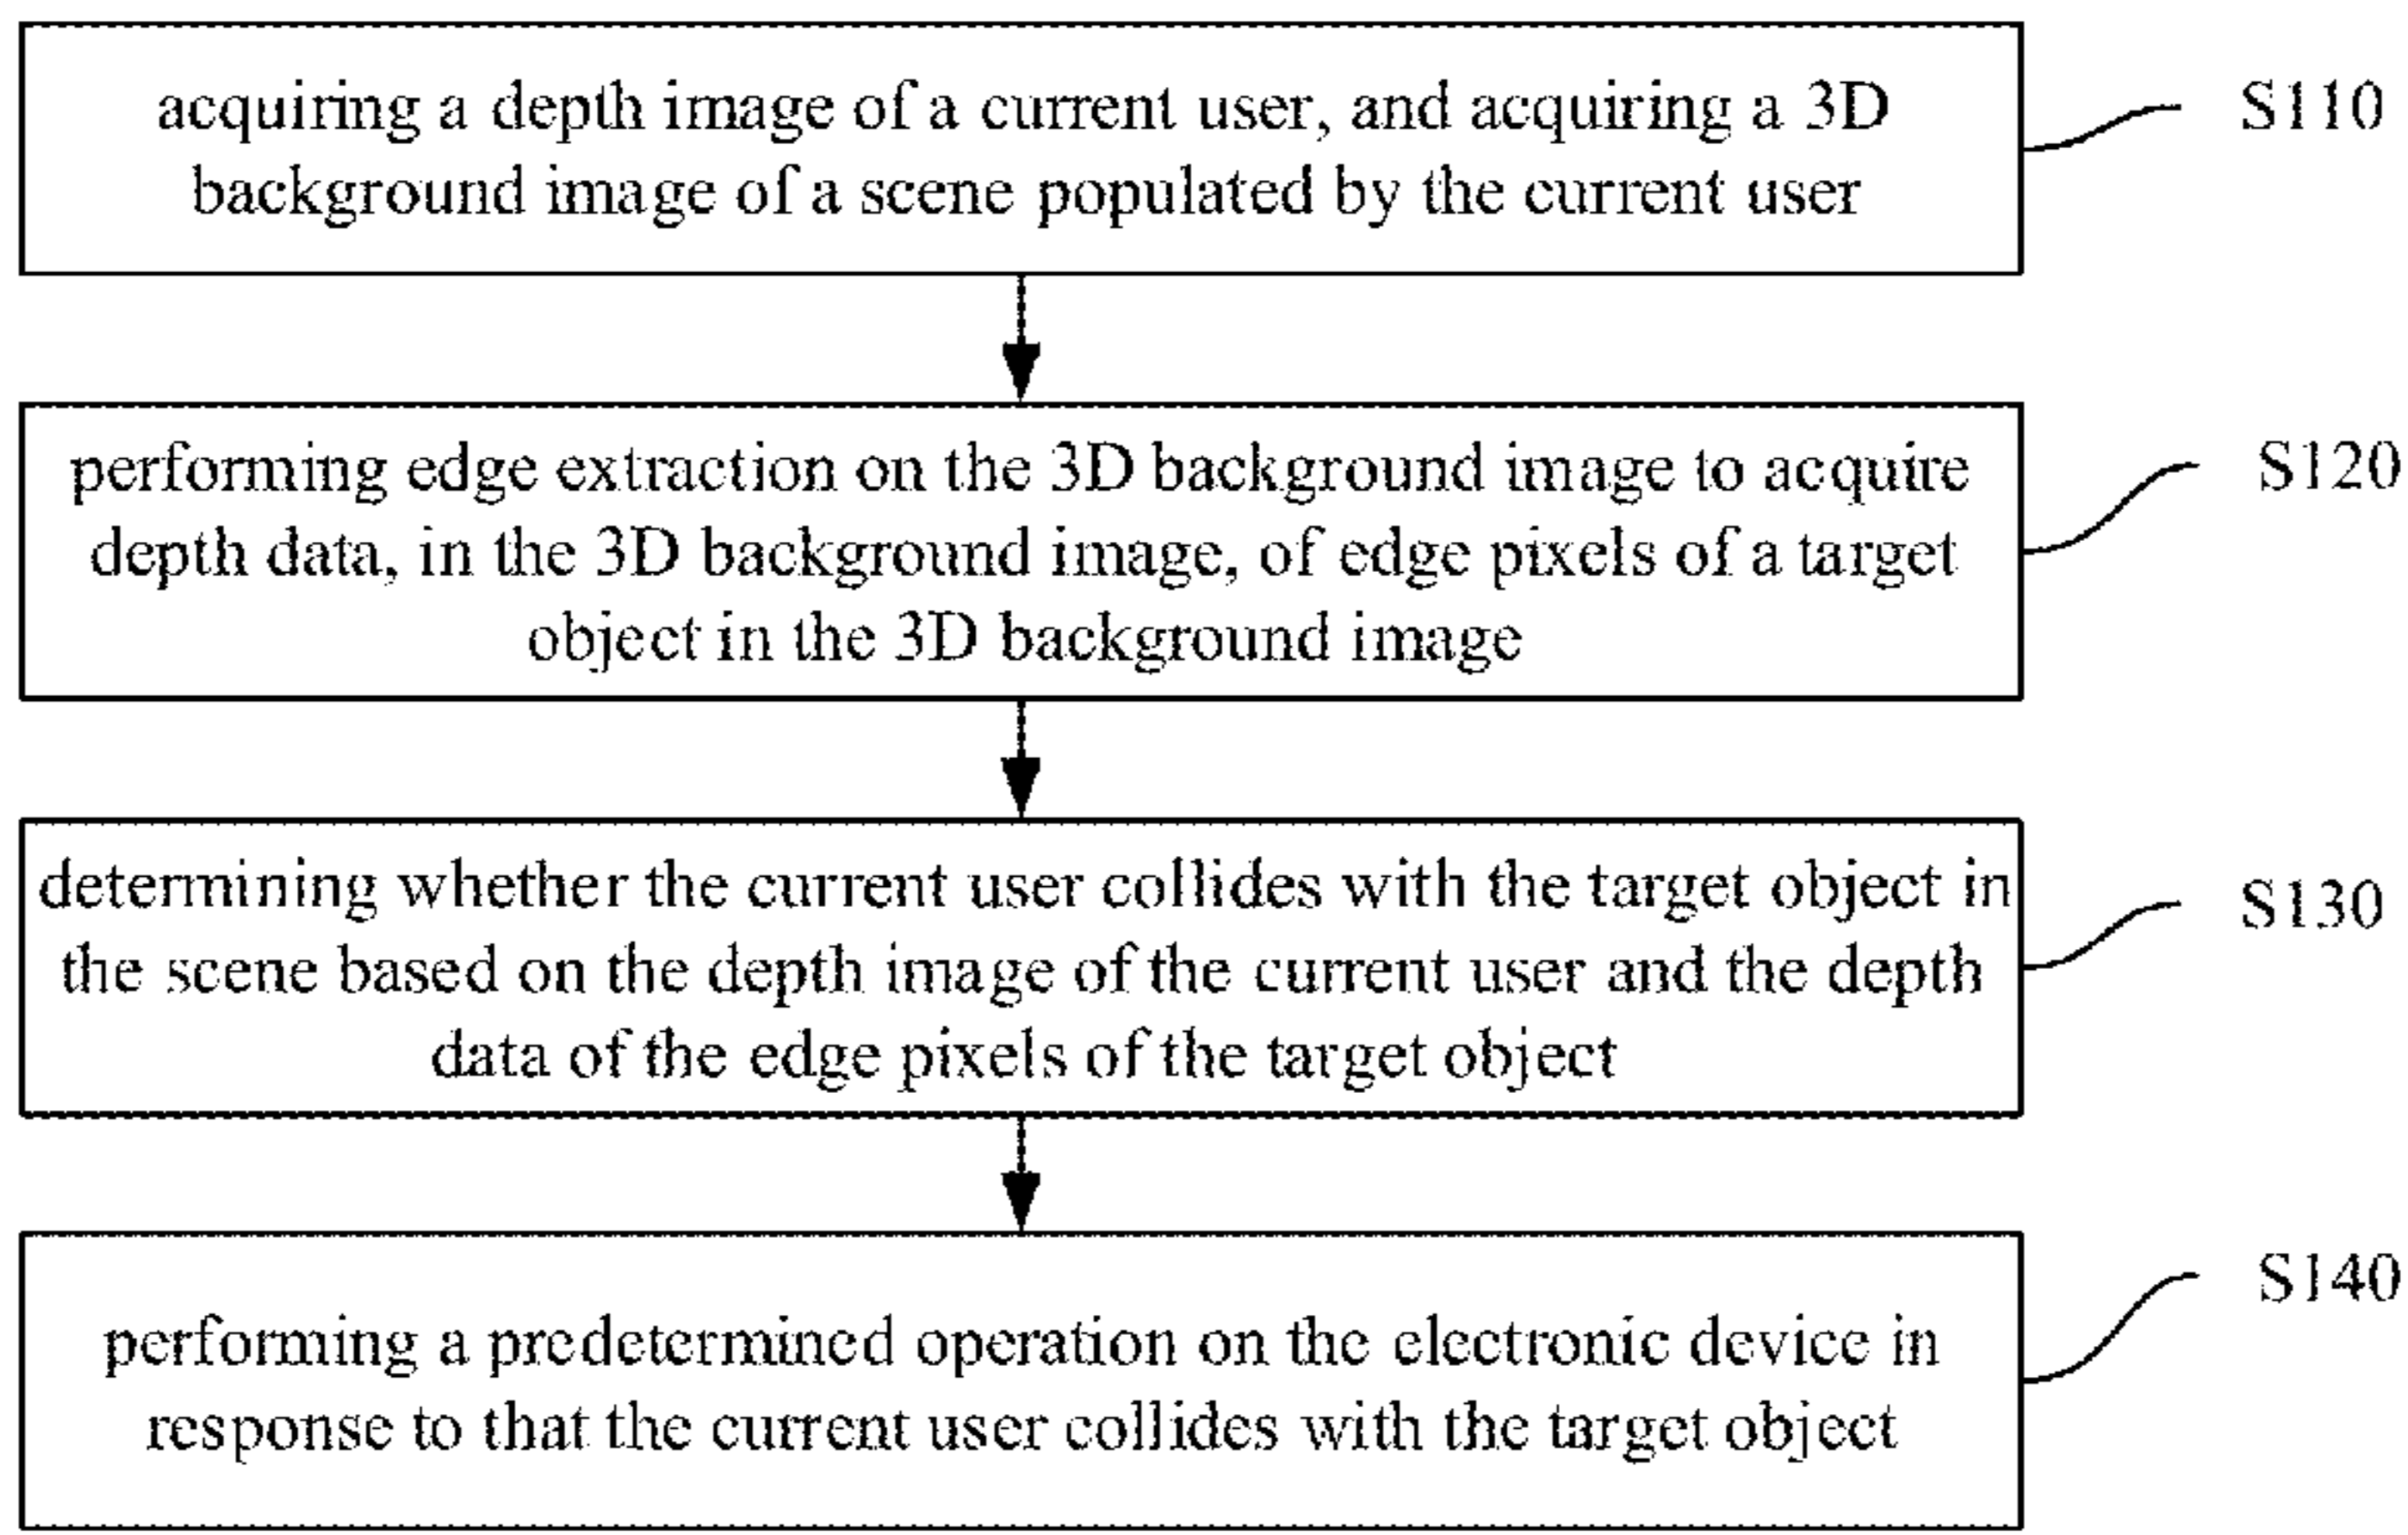 acquiring a depth image of a current user, and acquiring a 3D
background image of a scene populated by the current user
S110
performing edge extraction on the 3D background image to acquire
depth data, in the 3D background image, of edge pixels of a target
object in the 3D background image
S120
determining whether the current user collides with the target object in
the scene based on the depth image of the current user and the depth
data of the edge pixels of the target object
S130
performing a predetermined operation on the electronic device in
response to that the current user collides with the target object
S140